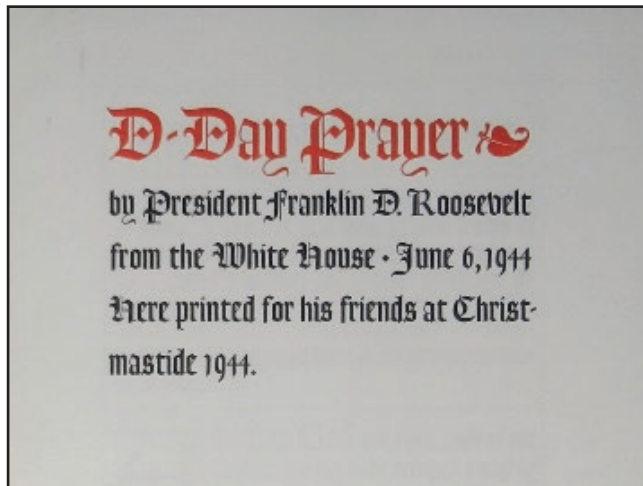 D-Day Prayer
by President Franklin D. Roosevelt
from the White House · June 6, 1944
Here printed for his friends at Christ-
mastide 1944.